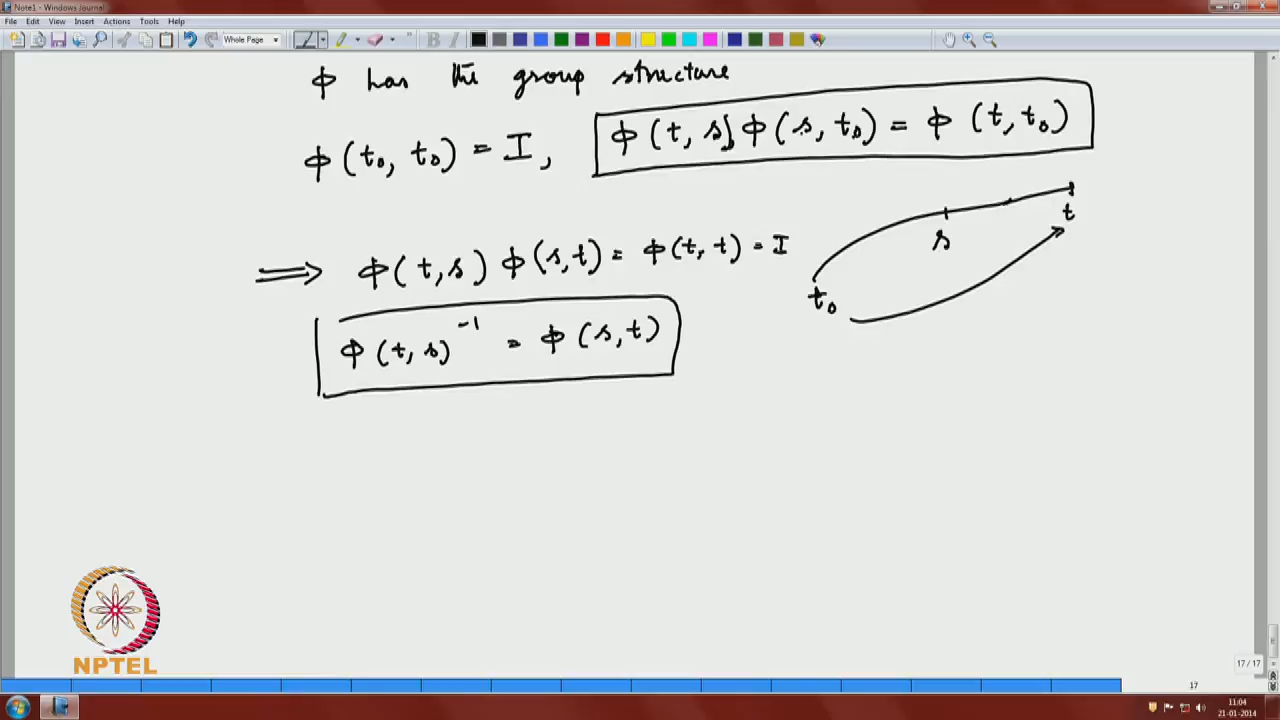 Note1 - Windows Journal
File Edit View Insert Actions Tools Help
Whole Page
B I
ϕ has the group structure
ϕ(t₀, t₀) = I, ϕ(t, s) ϕ(s, t₀) = ϕ(t, t₀)
t
s
t₀
⟹ ϕ(t,s) ϕ(s,t) = ϕ(t, t) = I
ϕ(t, s)⁻¹ = ϕ(s,t)
NPTEL
17 / 17
17
11:04
21-01-2014